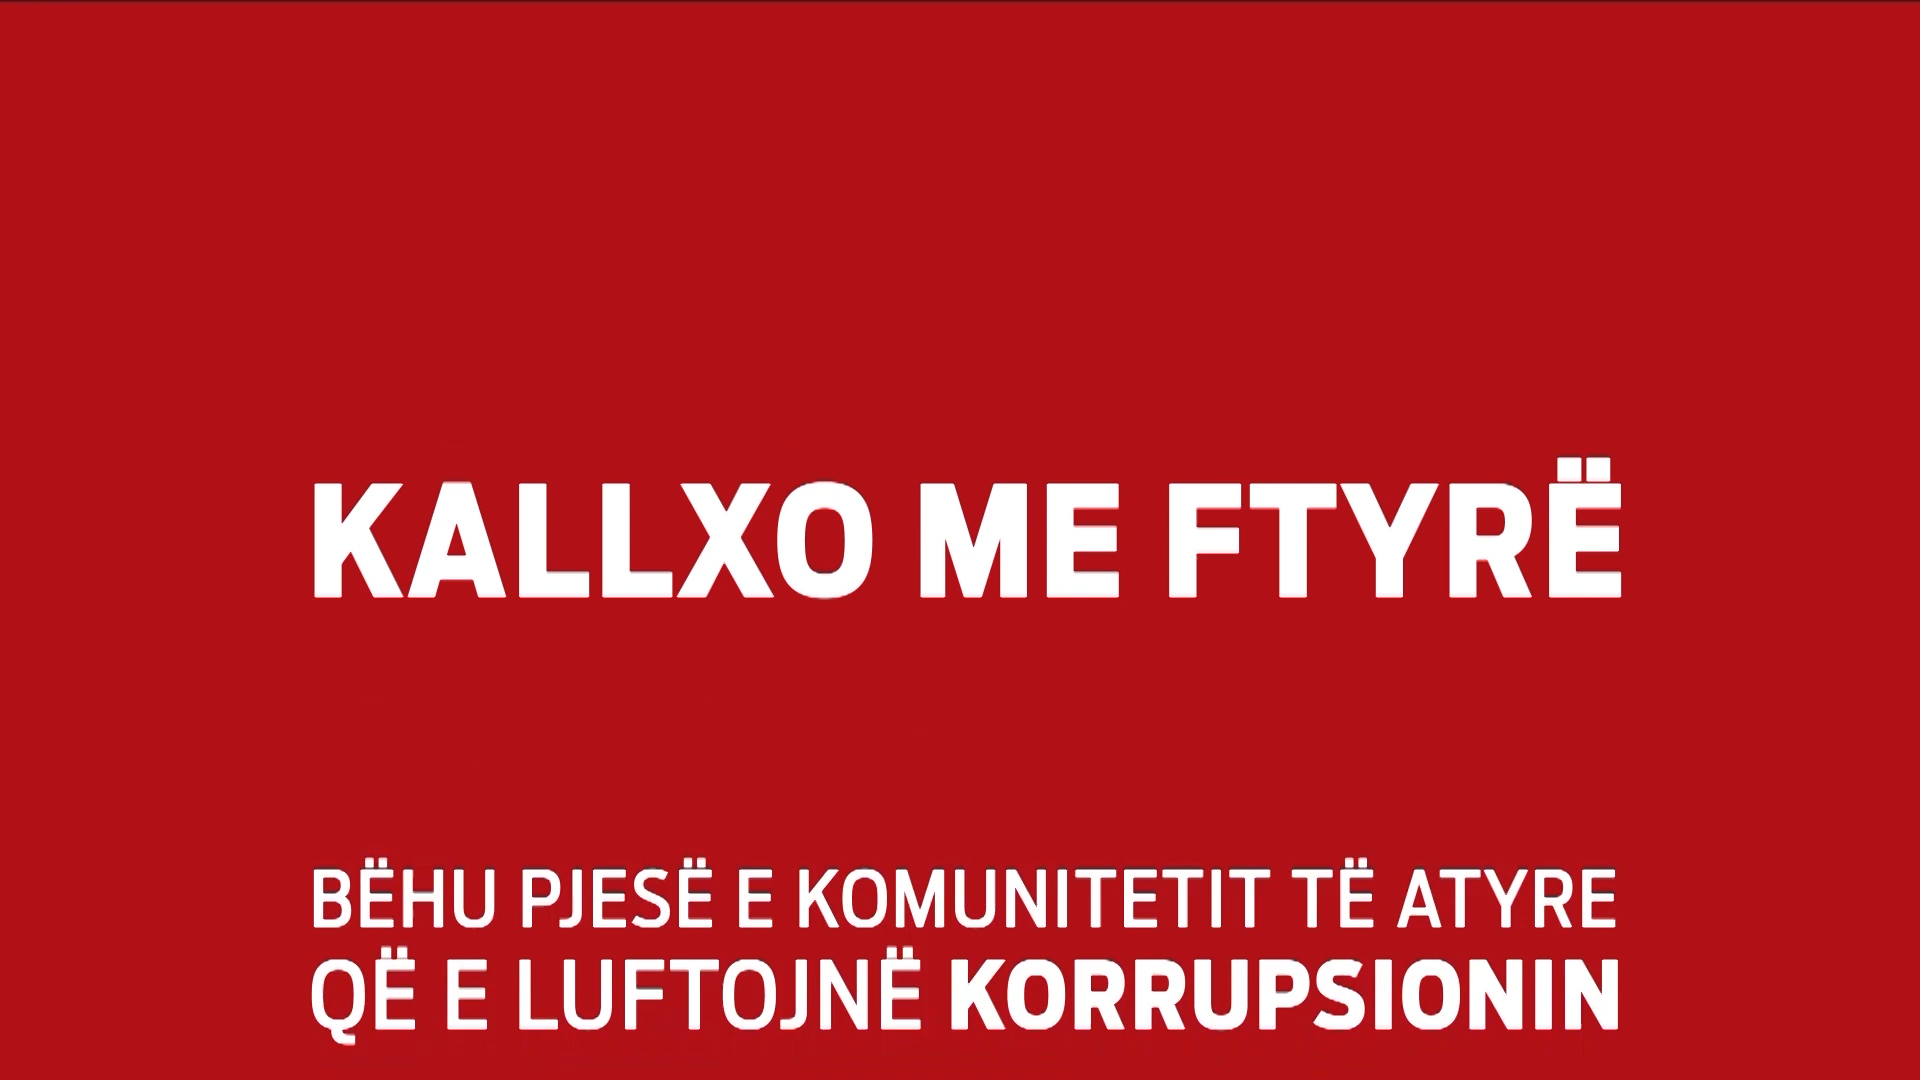 KALLXO ME FTYRË
BËHU PJESË E KOMUNITETIT TË ATYRE
QË E LUFTOJNË KORRUPSIONIN